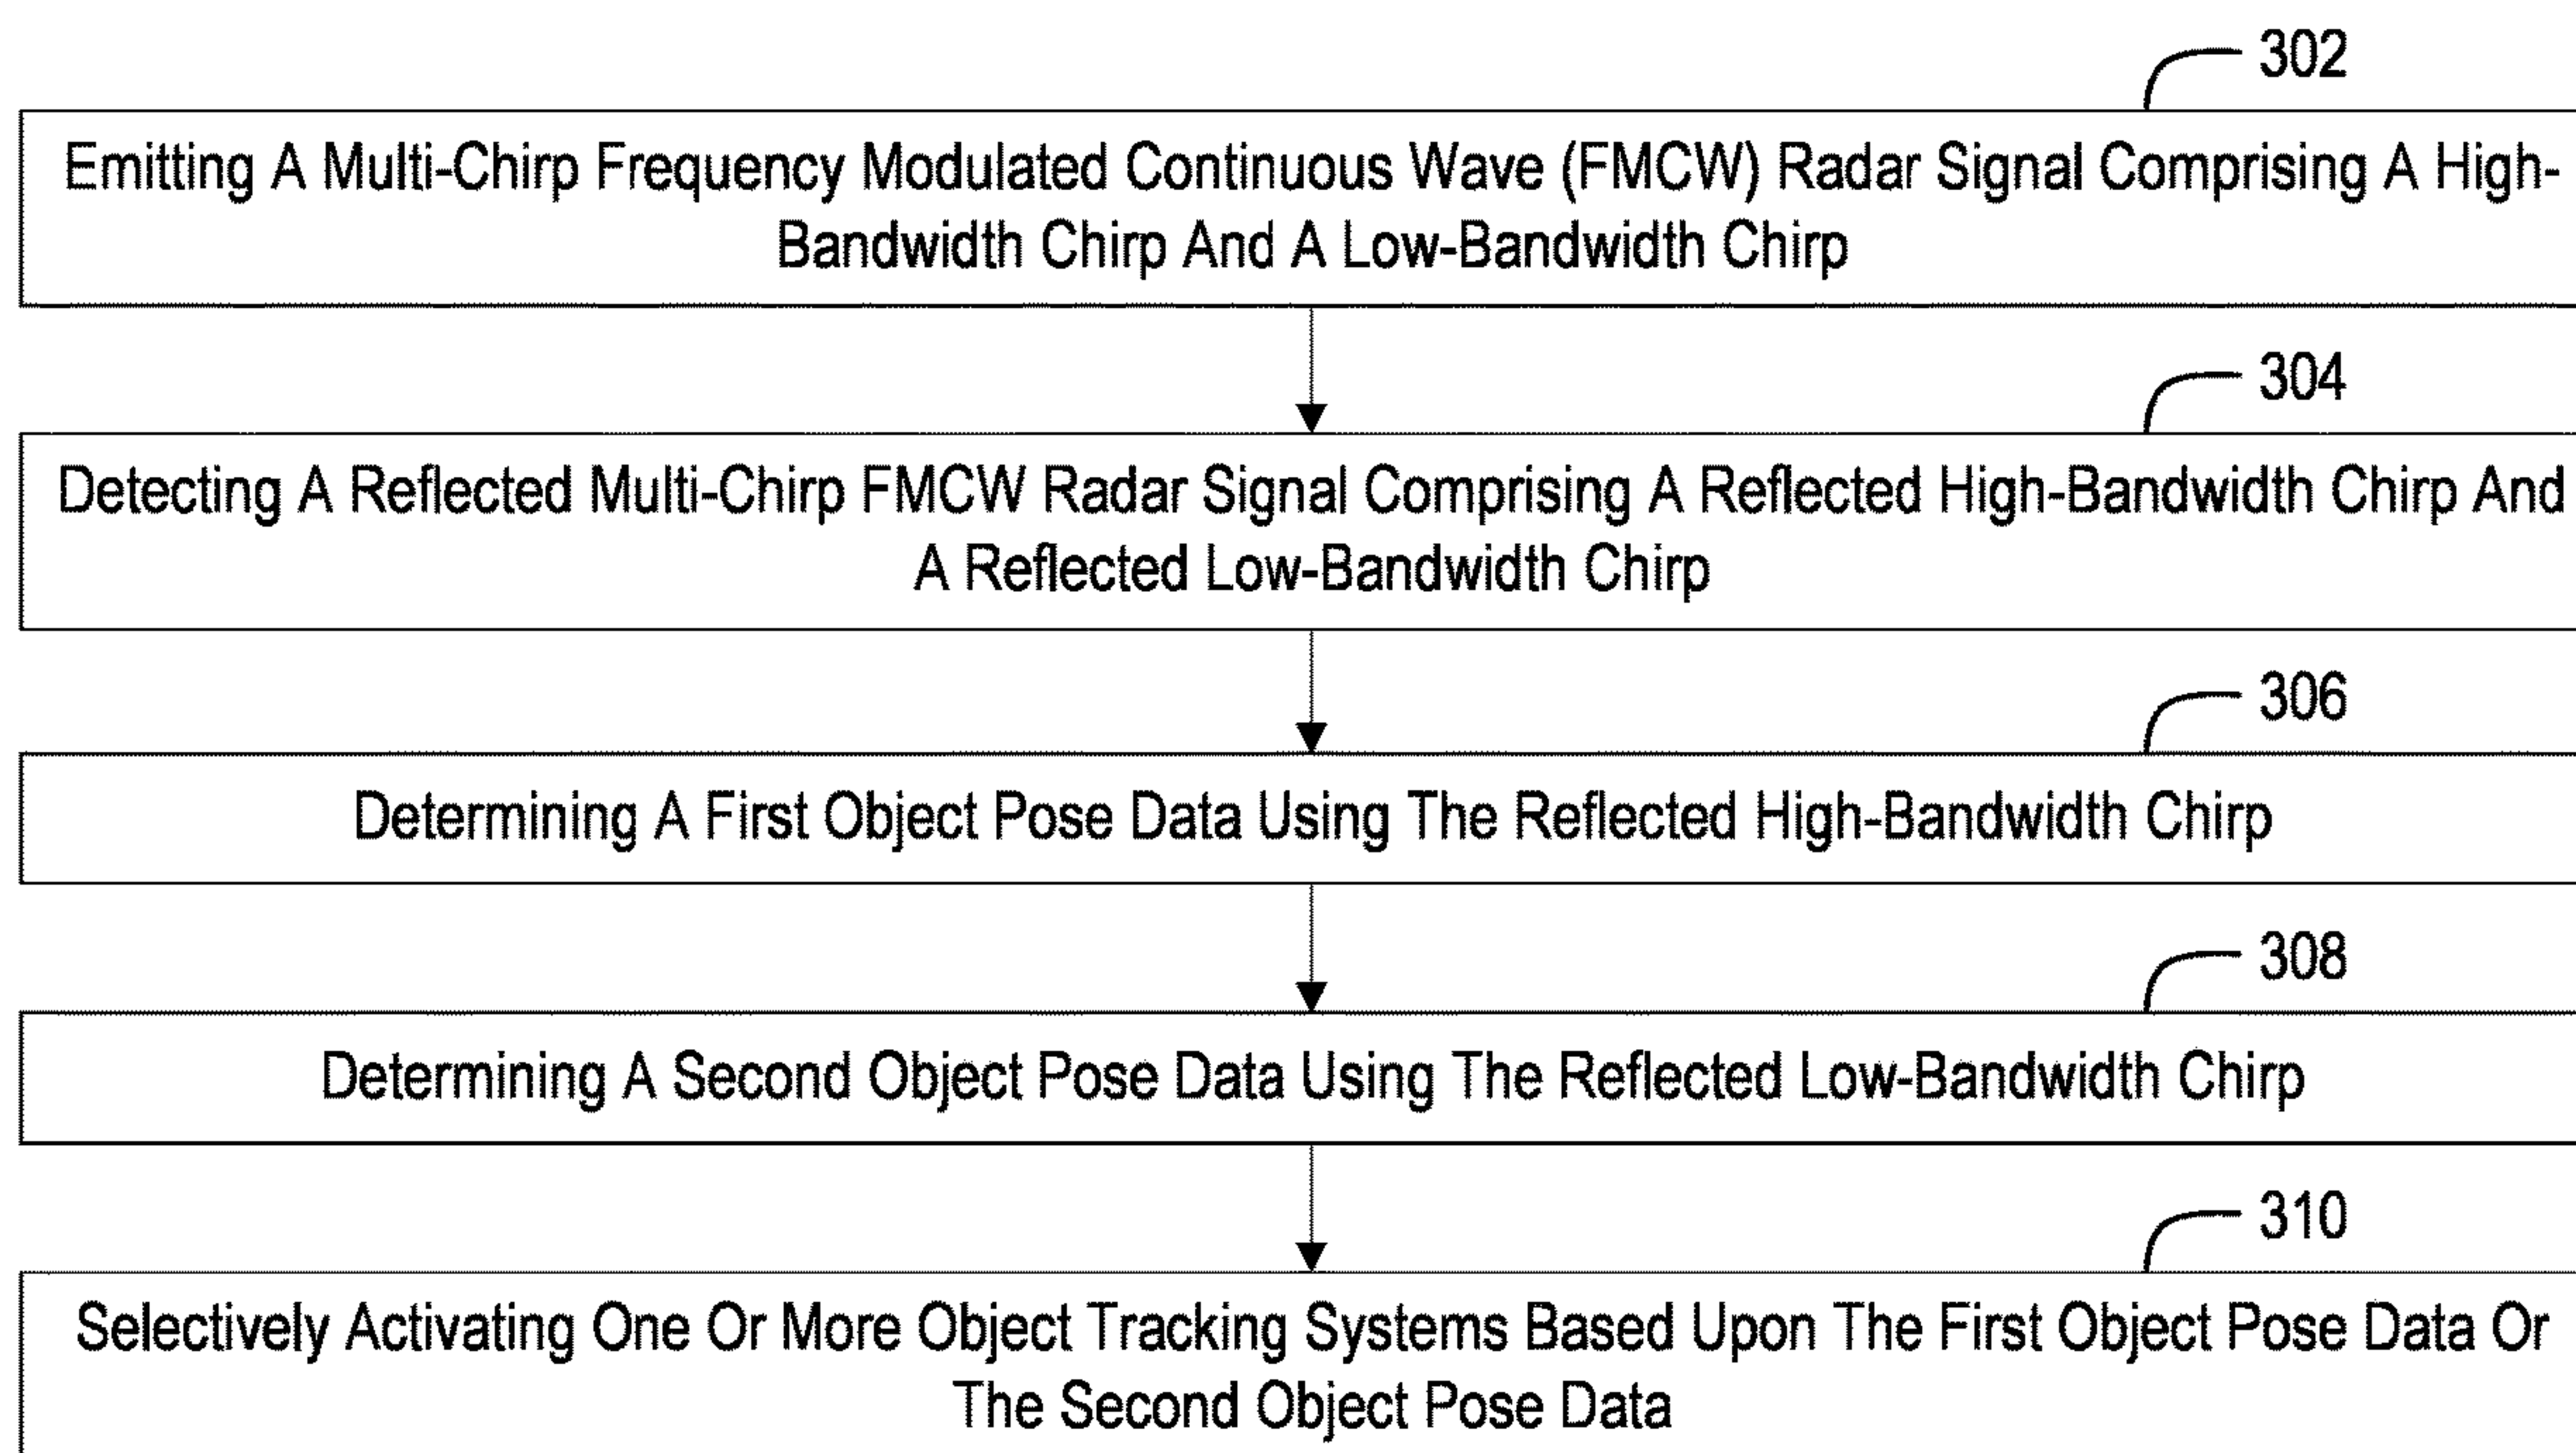 302
Emitting A Multi-Chirp Frequency Modulated Continuous Wave (FMCW) Radar Signal Comprising A High-
Bandwidth Chirp And A Low-Bandwidth Chirp
304
Detecting A Reflected Multi-Chirp FMCW Radar Signal Comprising A Reflected High-Bandwidth Chirp And
A Reflected Low-Bandwidth Chirp
306
Determining A First Object Pose Data Using The Reflected High-Bandwidth Chirp
308
Determining A Second Object Pose Data Using The Reflected Low-Bandwidth Chirp
310
Selectively Activating One Or More Object Tracking Systems Based Upon The First Object Pose Data Or
The Second Object Pose Data